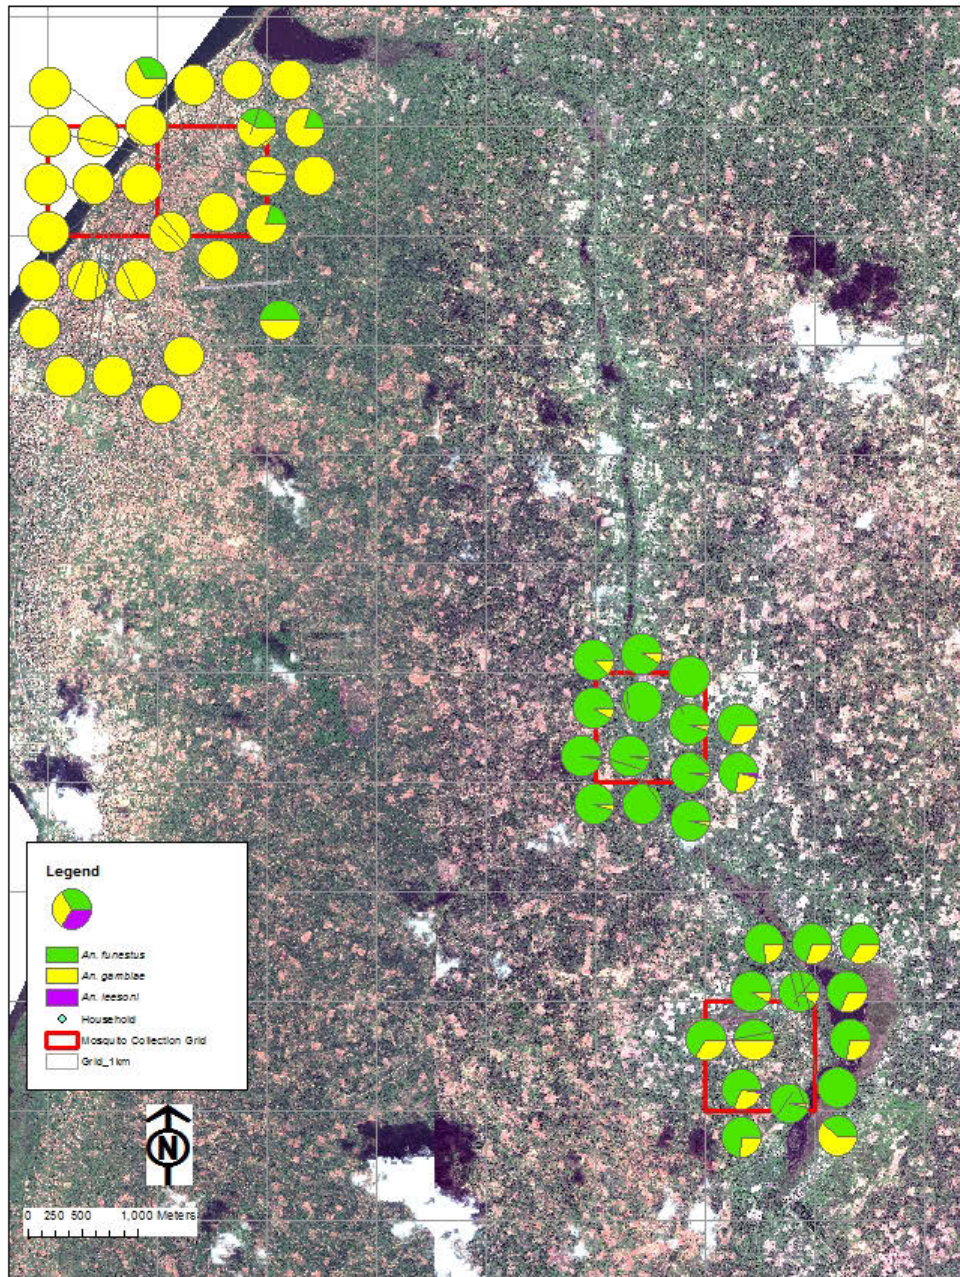 Legend
An. funestus
An. gambiae
An. leesoni
Household
Mosquito Collection Grid
Grid_1km
N
0 250 500 1,000 Meters